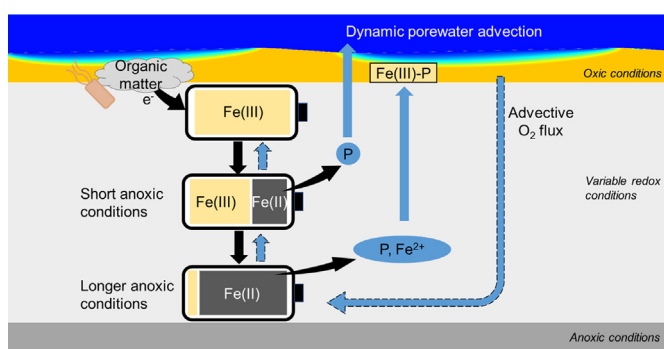 Dynamic porewater advection
Organic
matter
e-
Fe(III)-P
Oxic conditions
Fe(III)
Advective
O2 flux
P
Short anoxic
conditions
Fe(III)
Fe(II)
Variable redox
conditions
P, Fe2+
Longer anoxic
conditions
Fe(II)
Anoxic conditions